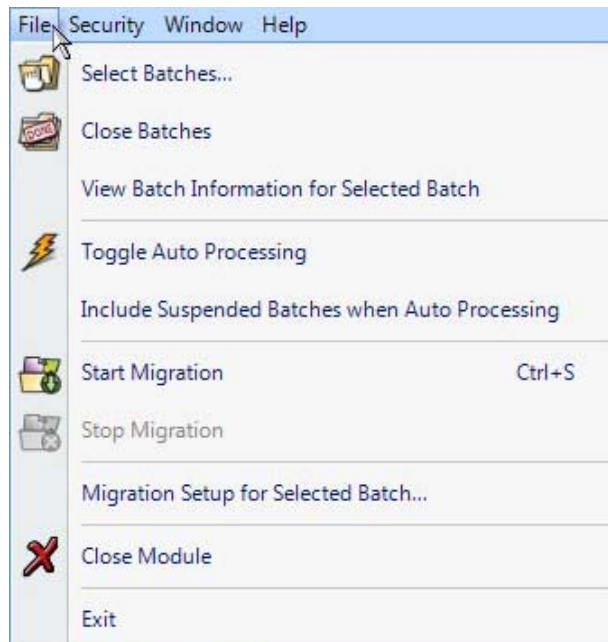 File Security Window Help
Select Batches...
DONE
Close Batches
View Batch Information for Selected Batch
Toggle Auto Processing
Include Suspended Batches when Auto Processing
Start Migration Ctrl+S
Stop Migration
Migration Setup for Selected Batch...
Close Module
Exit